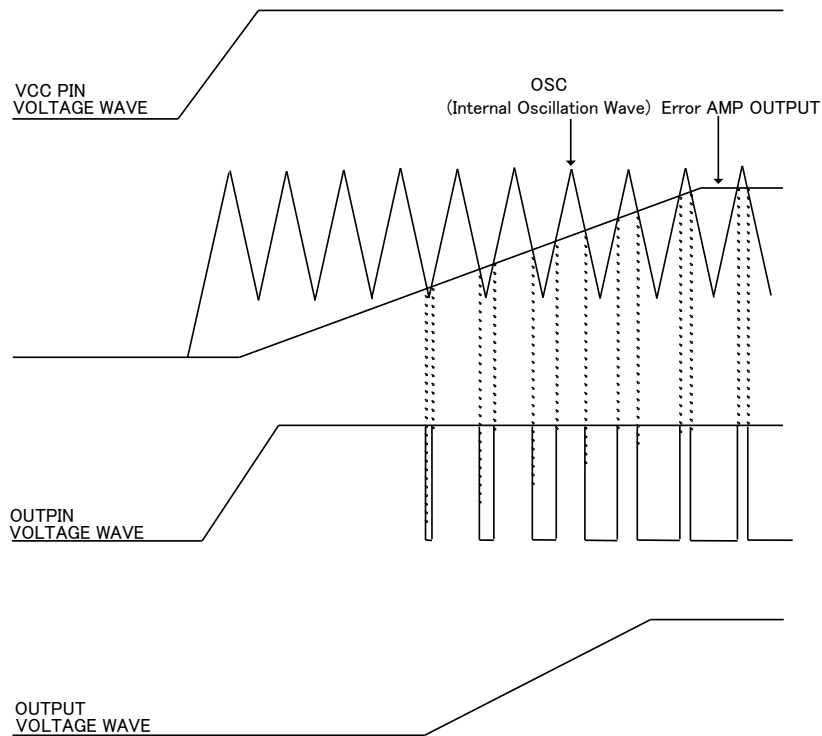 VCC PIN
VOLTAGE WAVE
OSC
(Internal Oscillation Wave) Error AMP OUTPUT
OUTPIN
VOLTAGE WAVE
OUTPUT
VOLTAGE WAVE